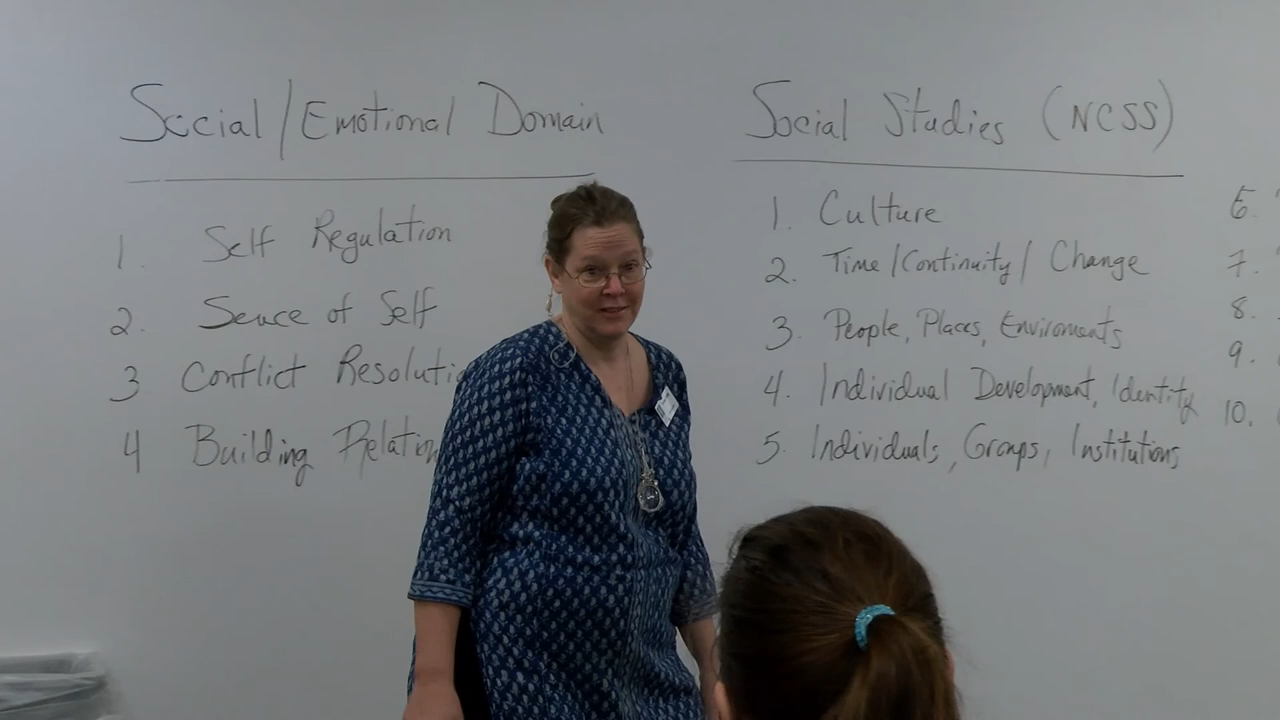 Social/Emotional Domain
1. Self Regulation
2. Sence of Self
3 Conflict Resoluti
4 Building Relation
Social Studies (NCSS)
1. Culture
2. Time/Continuity/Change
3. People, Places, Enviroments
4. Individual Development, Identity
5. Individuals, Groups, Institutions
6.
7.
8.
9.
10.